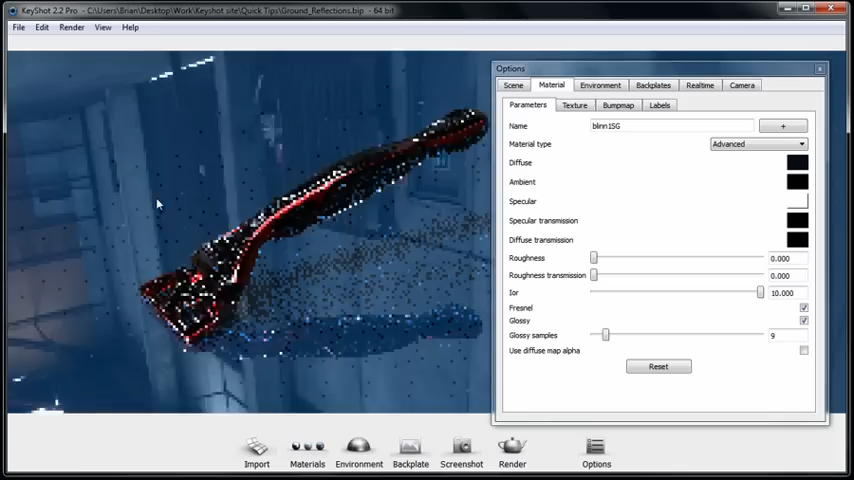 KeyShot 2.2 Pro - C:\Users\Brian\Desktop\Work\Keyshot site\Quick Tips\Ground_Reflections.bip - 64 bit
File Edit Render View Help
Options
Scene Material Environment Backplates Realtime Camera
Parameters Texture Bumpmap Labels
Name blinn1SG +
Material type Advanced
Diffuse
Ambient
Specular
Specular transmission
Diffuse transmission
Roughness 0.000
Roughness transmission 0.000
Ior 10.000
Fresnel
Glossy
Glossy samples 9
Use diffuse map alpha
Reset
Import Materials Environment Backplate Screenshot Render Options